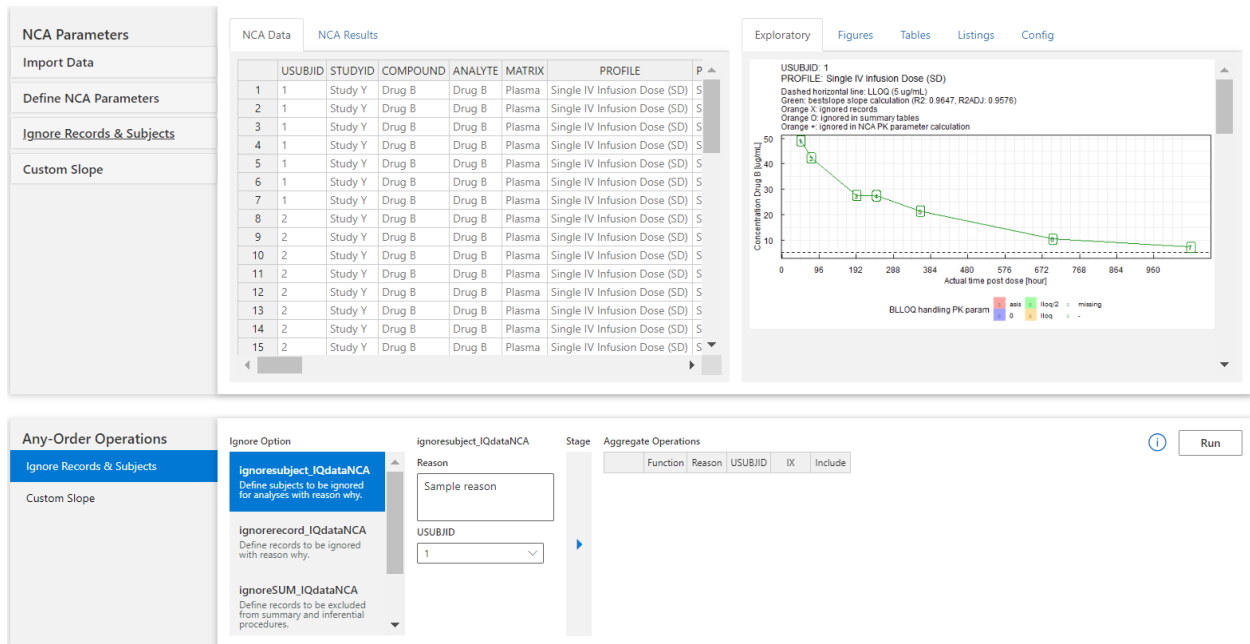 NCA Parameters
Import Data
Define NCA Parameters
Ignore Records & Subjects
Custom Slope
NCA Data NCA Results
USUBJID STUDYID COMPOUND ANALYTE MATRIX PROFILE P
1 1 Study Y Drug B Drug B Plasma Single IV Infusion Dose (SD) S
2 1 Study Y Drug B Drug B Plasma Single IV Infusion Dose (SD) S
3 1 Study Y Drug B Drug B Plasma Single IV Infusion Dose (SD) S
4 1 Study Y Drug B Drug B Plasma Single IV Infusion Dose (SD) S
5 1 Study Y Drug B Drug B Plasma Single IV Infusion Dose (SD) S
6 1 Study Y Drug B Drug B Plasma Single IV Infusion Dose (SD) S
7 1 Study Y Drug B Drug B Plasma Single IV Infusion Dose (SD) S
8 2 Study Y Drug B Drug B Plasma Single IV Infusion Dose (SD) S
9 2 Study Y Drug B Drug B Plasma Single IV Infusion Dose (SD) S
10 2 Study Y Drug B Drug B Plasma Single IV Infusion Dose (SD) S
11 2 Study Y Drug B Drug B Plasma Single IV Infusion Dose (SD) S
12 2 Study Y Drug B Drug B Plasma Single IV Infusion Dose (SD) S
13 2 Study Y Drug B Drug B Plasma Single IV Infusion Dose (SD) S
14 2 Study Y Drug B Drug B Plasma Single IV Infusion Dose (SD) S
15 2 Study Y Drug B Drug B Plasma Single IV Infusion Dose (SD) S
Exploratory Figures Tables Listings Config
USUBJID: 1
PROFILE: Single IV Infusion Dose (SD)
Dashed horizontal line: LLOQ (5 ug/mL)
Green: bestslope slope calculation (R2: 0.9647, R2ADJ: 0.9576)
Orange X: ignored records
Orange O: ignored in summary tables
Orange +: ignored in NCA PK parameter calculation
Concentration Drug B [ug/mL]
50
40
30
20
10
1 2 3 4 5 6 7
0 96 192 288 384 480 576 672 768 864 960
Actual time post dose [hour]
BLLOQ handling PK param
asis lloq/2 missing
0 lloq -
Any-Order Operations
Ignore Records & Subjects
Custom Slope
Ignore Option
ignoresubject_IQdataNCA
Define subjects to be ignored
for analyses with reason why.
ignorerecord_IQdataNCA
Define records to be ignored
with reason why.
ignoreSUM_IQdataNCA
Define records to be excluded
from summary and inferential
procedures.
ignoresubject_IQdataNCA
Reason
Sample reason
USUBJID
1
Stage
Aggregate Operations
Function Reason USUBJID IX Include
i
Run